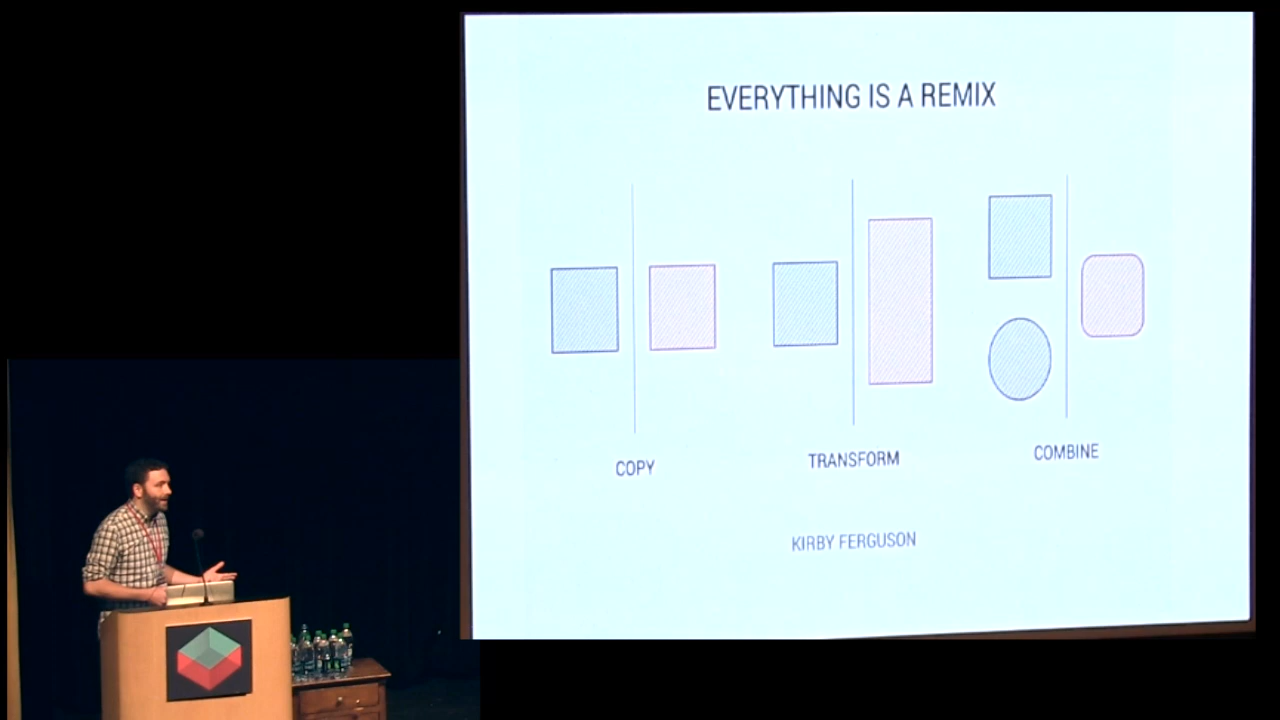 EVERYTHING IS A REMIX
COPY
TRANSFORM
COMBINE
KIRBY FERGUSON